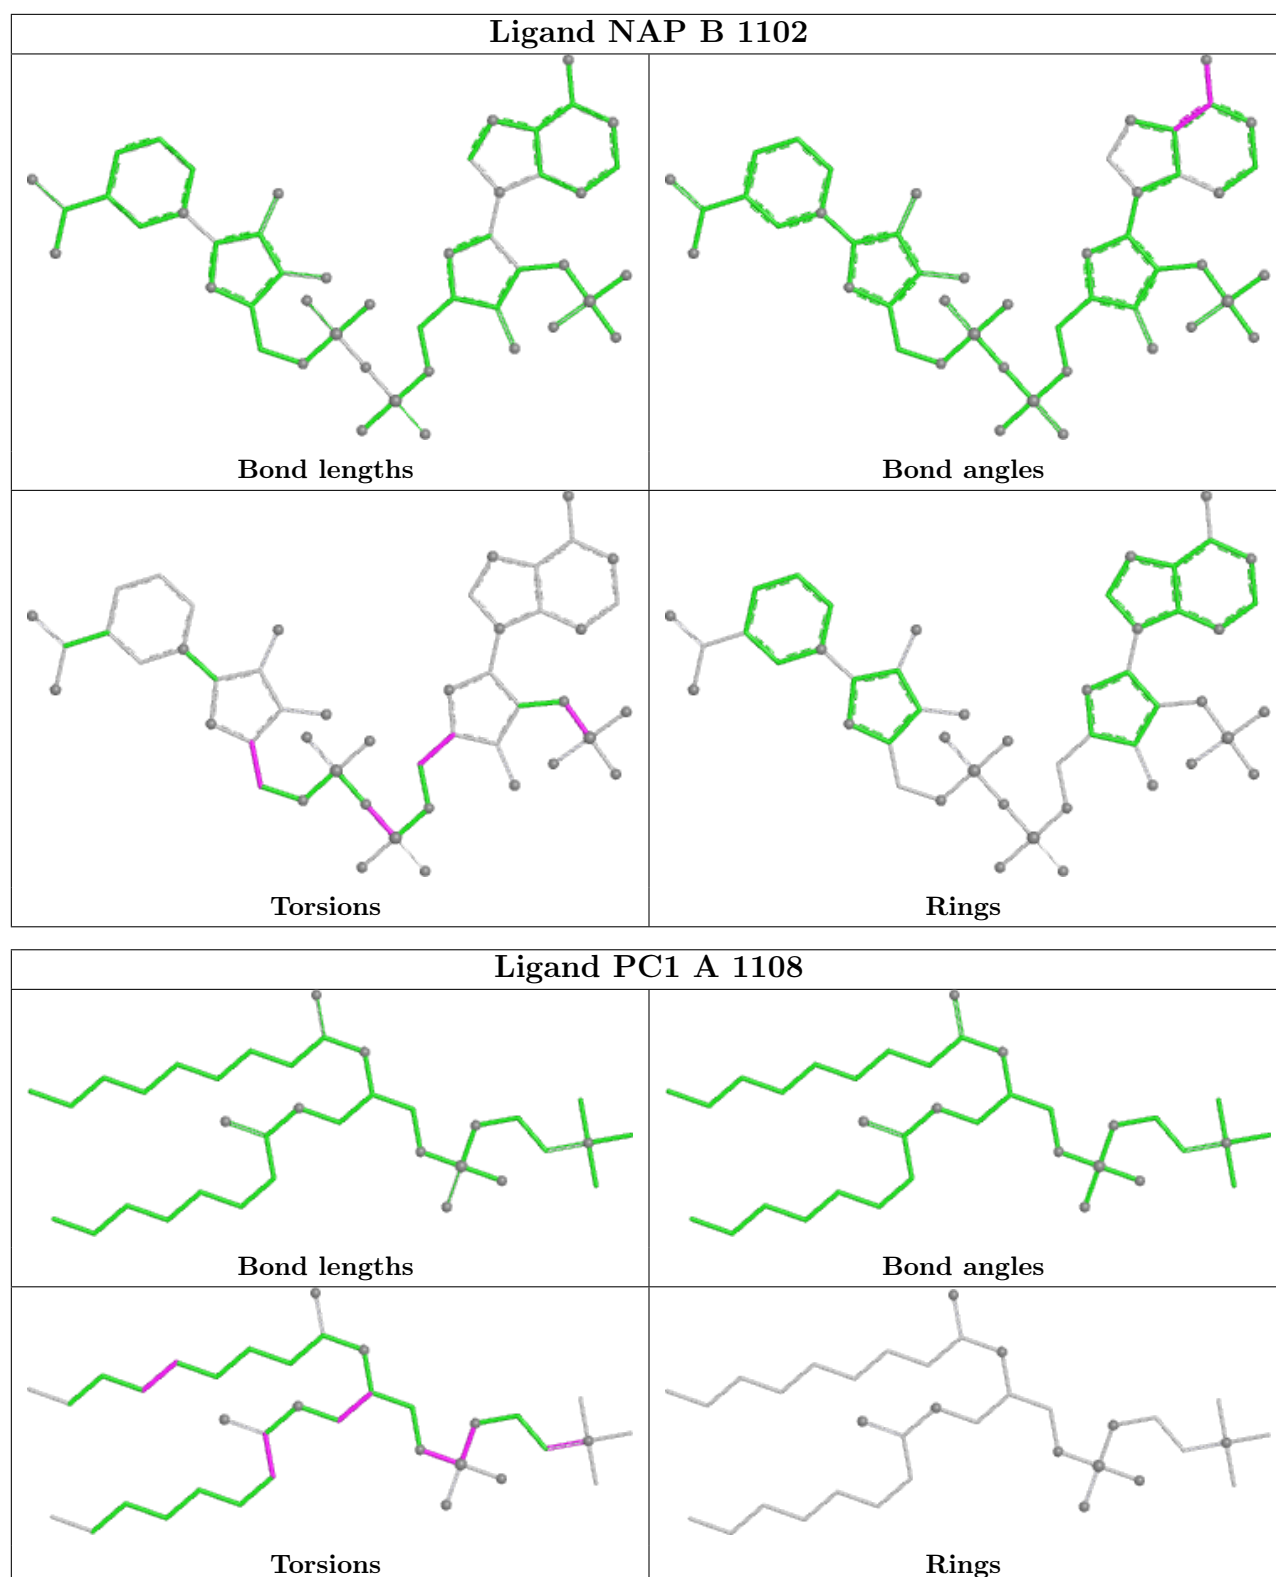 Ligand NAP B 1102
Bond lengths
Bond angles
Torsions
Rings
Ligand PC1 A 1108
Bond lengths
Bond angles
Torsions
Rings